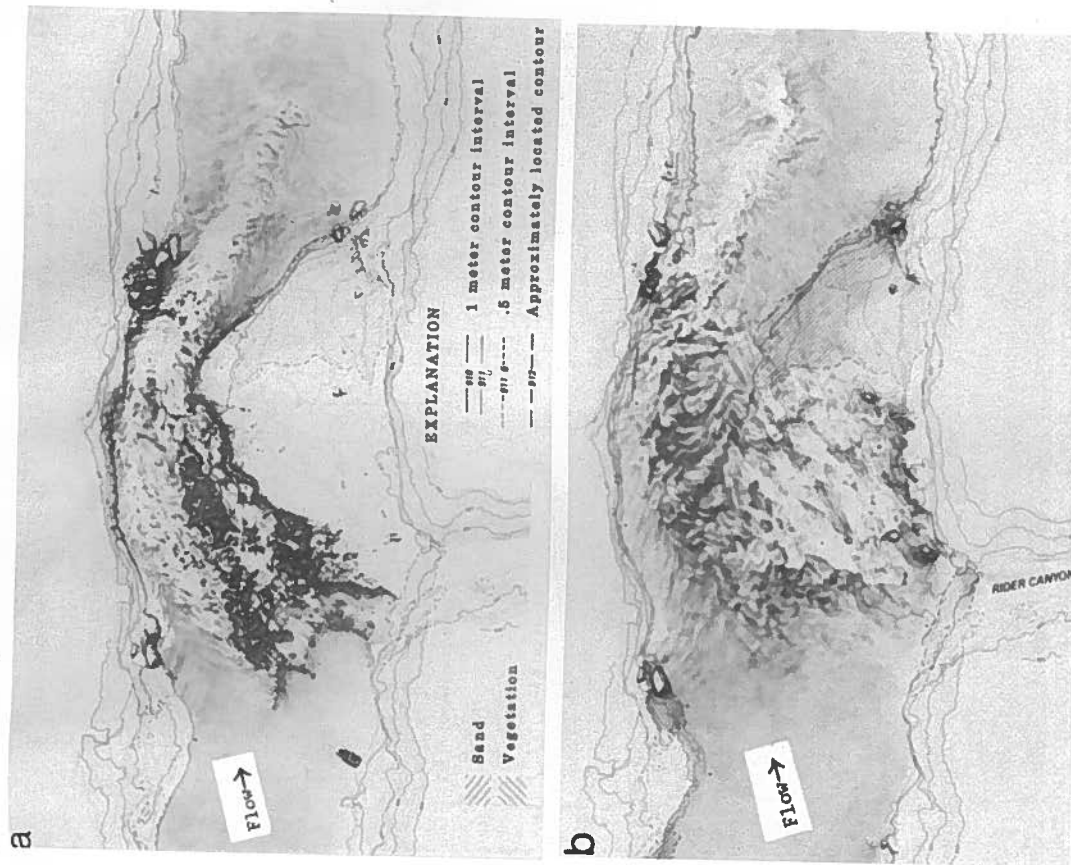 a
Flow
EXPLANATION
1 meter contour interval
.5 meter contour interval
Approximately located contour
Sand
Vegetation
b
Flow
RIDER CANYON